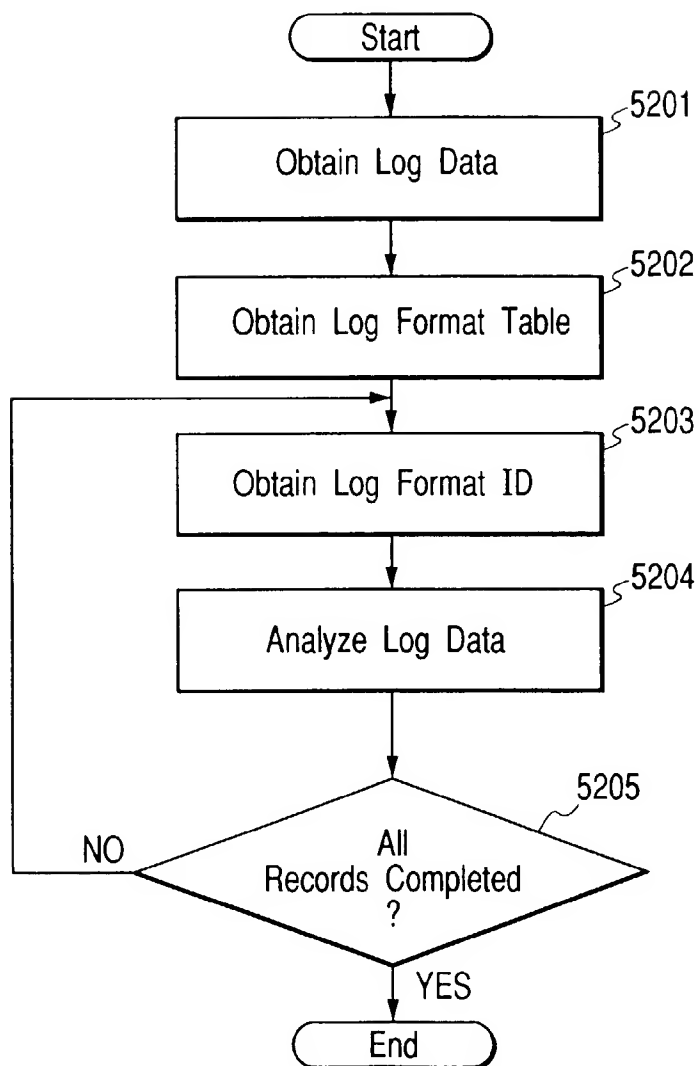 Start
5201
Obtain Log Data
5202
Obtain Log Format Table
5203
Obtain Log Format ID
5204
Analyze Log Data
5205
All
Records Completed
?
NO
YES
End